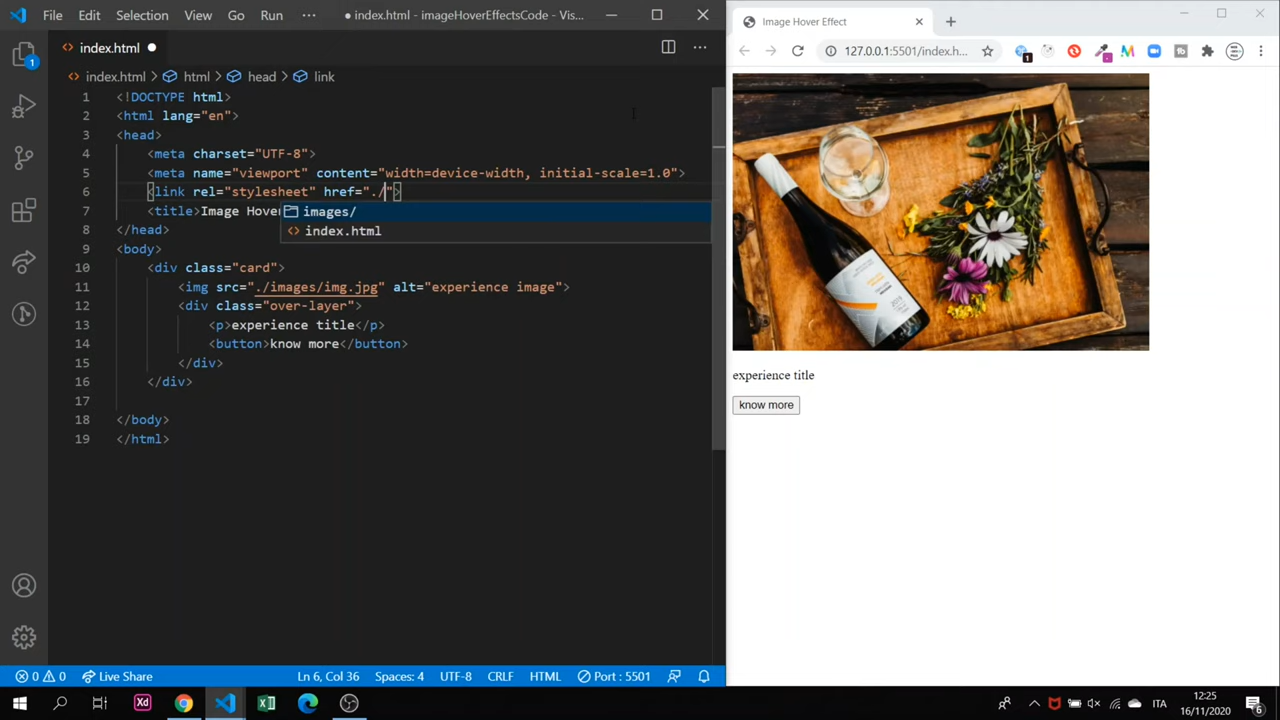 File Edit Selection View Go Run ··· ● index.html - imageHoverEffectsCode - Vis...
index.html ●
index.html > html > head > link
1 <!DOCTYPE html>
2 <html lang="en">
3 <head>
4 <meta charset="UTF-8">
5 <meta name="viewport" content="width=device-width, initial-scale=1.0">
6 <link rel="stylesheet" href="./">
7 <title>Image Hover
images/
8 </head>
index.html
9 <body>
10 <div class="card">
11 <img src="./images/img.jpg" alt="experience image">
12 <div class="over-layer">
13 <p>experience title</p>
14 <button>know more</button>
15 </div>
16 </div>
17
18 </body>
19 </html>
1
0 0 Live Share Ln 6, Col 36 Spaces: 4 UTF-8 CRLF HTML Port : 5501
Image Hover Effect
127.0.0.1:5501/index.h...
1
experience title
know more
Xd
ITA
12:25
16/11/2020
6